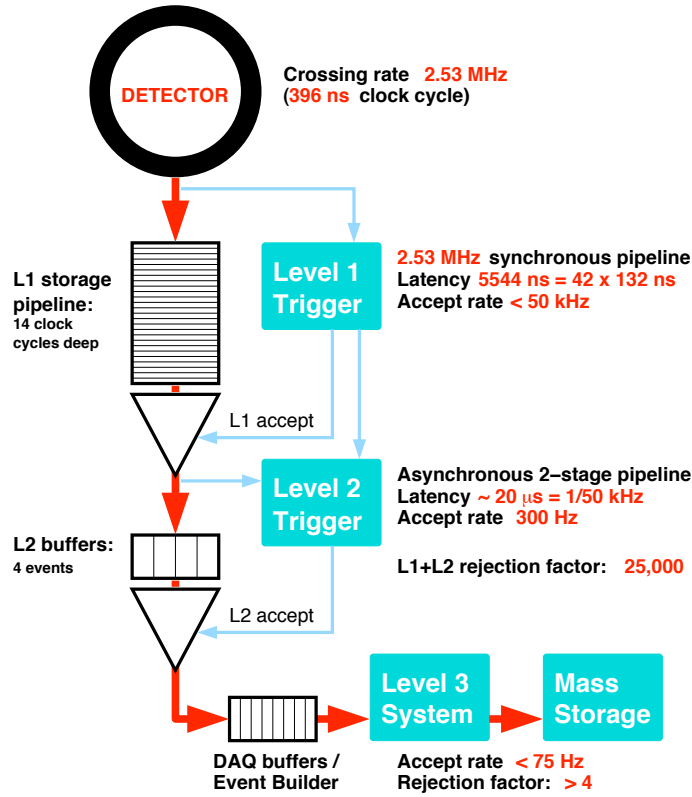 DETECTOR
Crossing rate 2.53 MHz
(396 ns clock cycle)
L1 storage
pipeline:
14 clock
cycles deep
Level 1
Trigger
2.53 MHz synchronous pipeline
Latency 5544 ns = 42 x 132 ns
Accept rate < 50 kHz
L1 accept
Level 2
Trigger
Asynchronous 2–stage pipeline
Latency ~ 20 µs = 1/50 kHz
Accept rate 300 Hz
L2 buffers:
4 events
L1+L2 rejection factor: 25,000
L2 accept
Level 3
System
Mass
Storage
DAQ buffers /
Event Builder
Accept rate < 75 Hz
Rejection factor: > 4